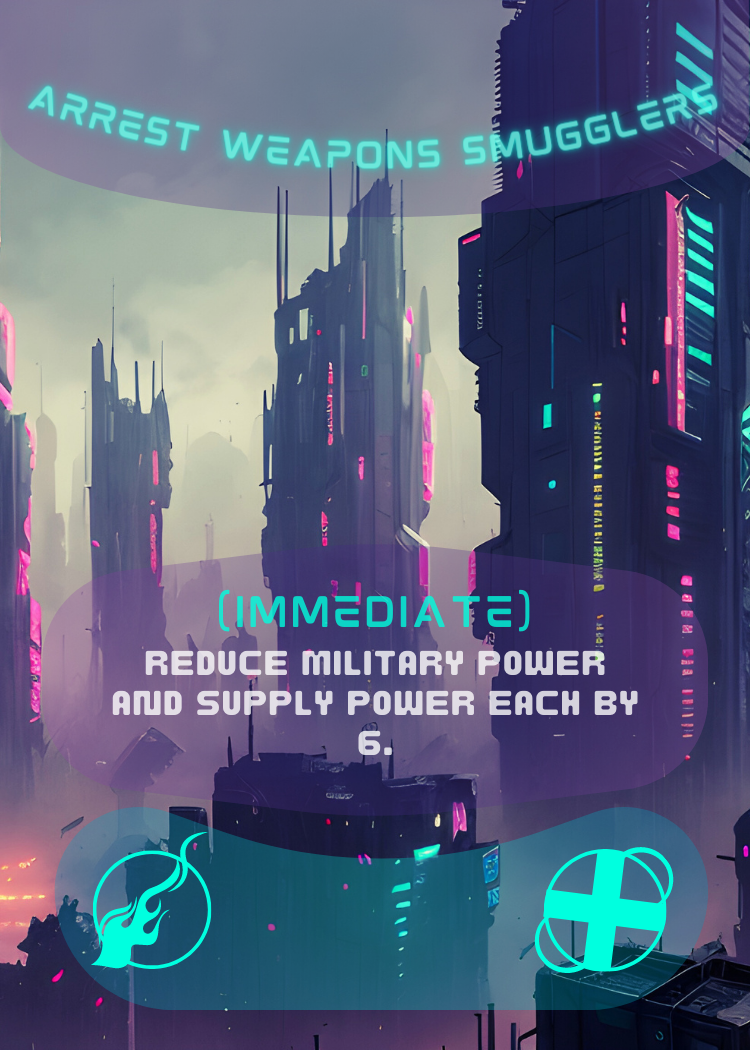 ARREST WEAPONS SMUGGLERS
(IMMEDIATE)
REDUCE MILITARY POWER
AND SUPPLY POWER EACH BY
6.